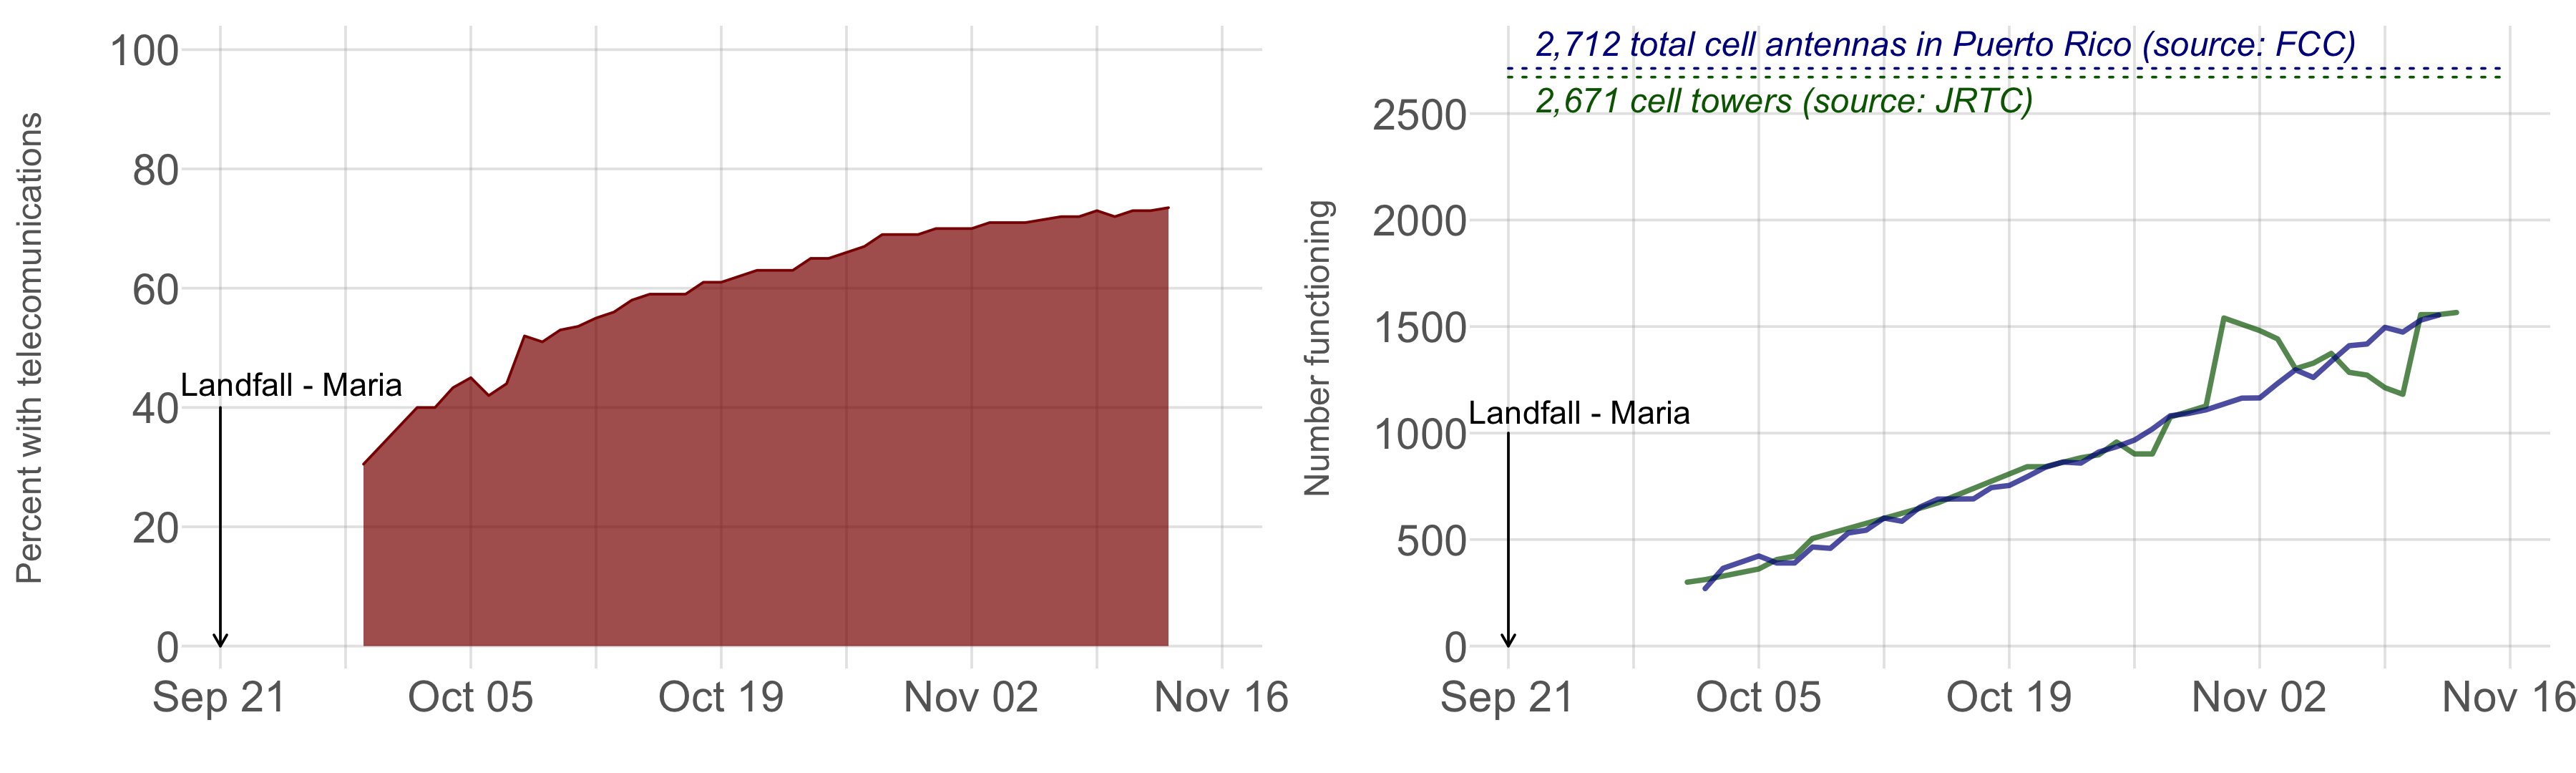 Percent with telecomunications
100
80
60
40
20
0
Landfall - Maria
Sep 21
Oct 05
Oct 19
Nov 02
Nov 16
Number functioning
2500
2000
1500
1000
500
0
2,712 total cell antennas in Puerto Rico (source: FCC)
2,671 cell towers (source: JRTC)
Landfall - Maria
Sep 21
Oct 05
Oct 19
Nov 02
Nov 16